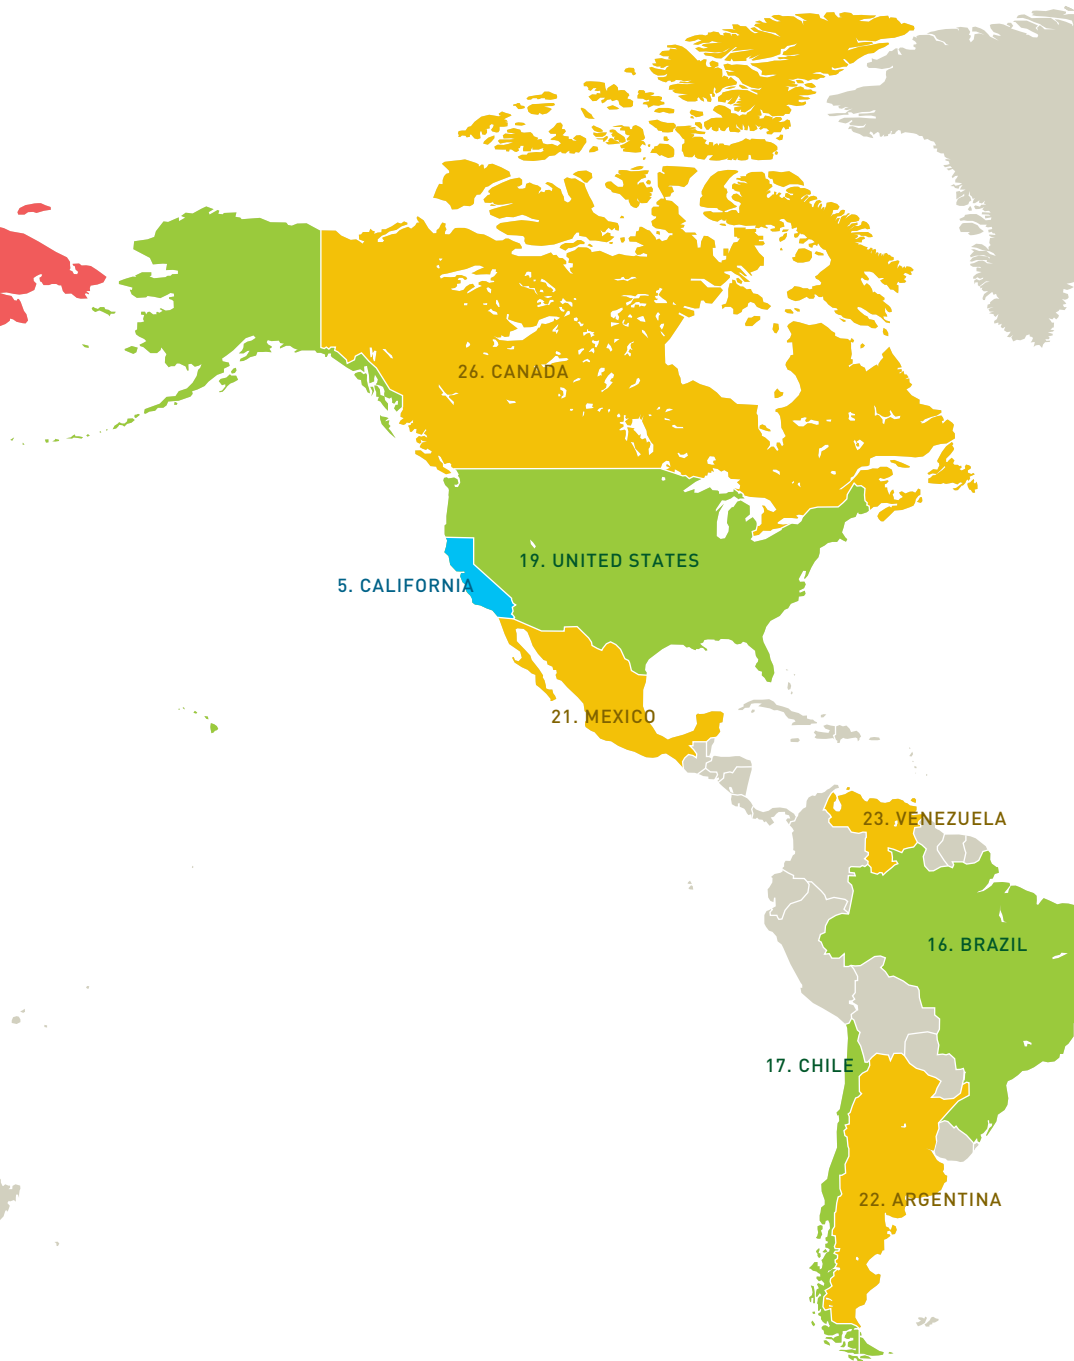 26. CANADA
19. UNITED STATES
5. CALIFORNIA
21. MEXICO
23. VENEZUELA
16. BRAZIL
17. CHILE
22. ARGENTINA